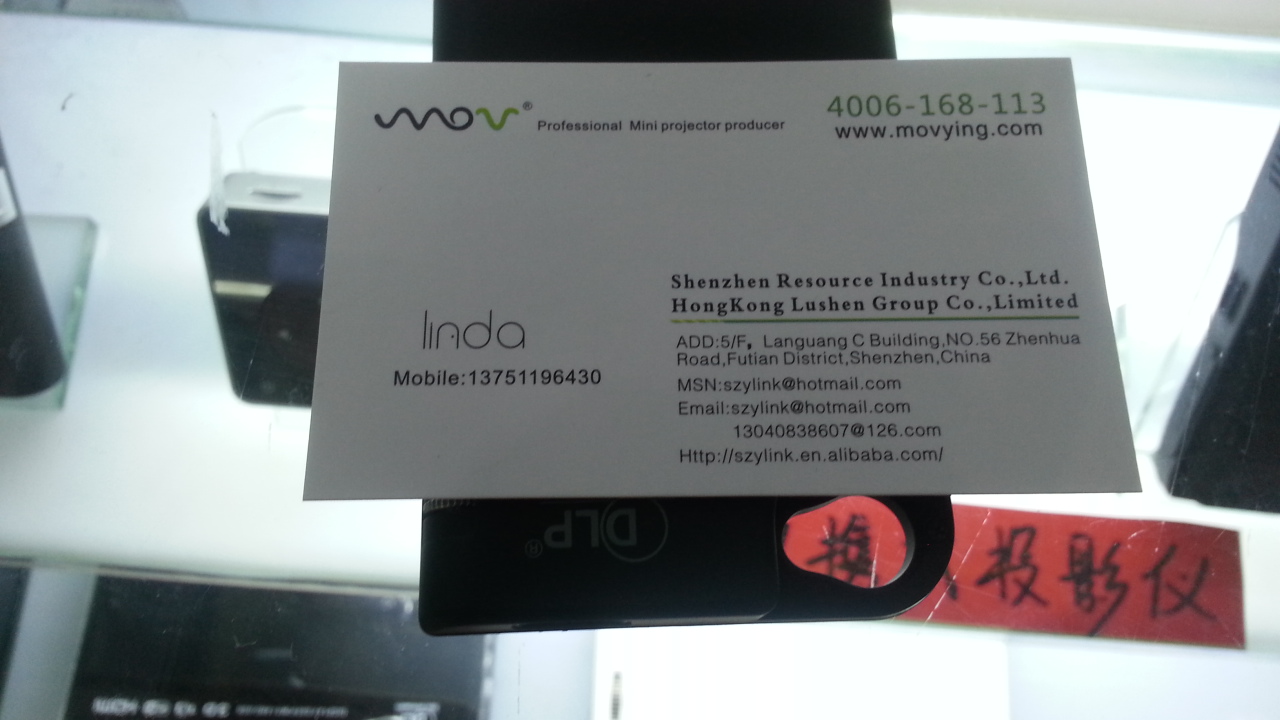 mov® Professional Mini projector producer
4006-168-113
www.movying.com
Shenzhen Resource Industry Co.,Ltd.
HongKong Lushen Group Co.,Limited
linda
Mobile:13751196430
ADD:5/F, Languang C Building,NO.56 Zhenhua
Road,Futian District,Shenzhen,China
MSN:szylink@hotmail.com
Email:szylink@hotmail.com
13040838607@126.com
Http://szylink.en.alibaba.com/
DLP®
投影仪